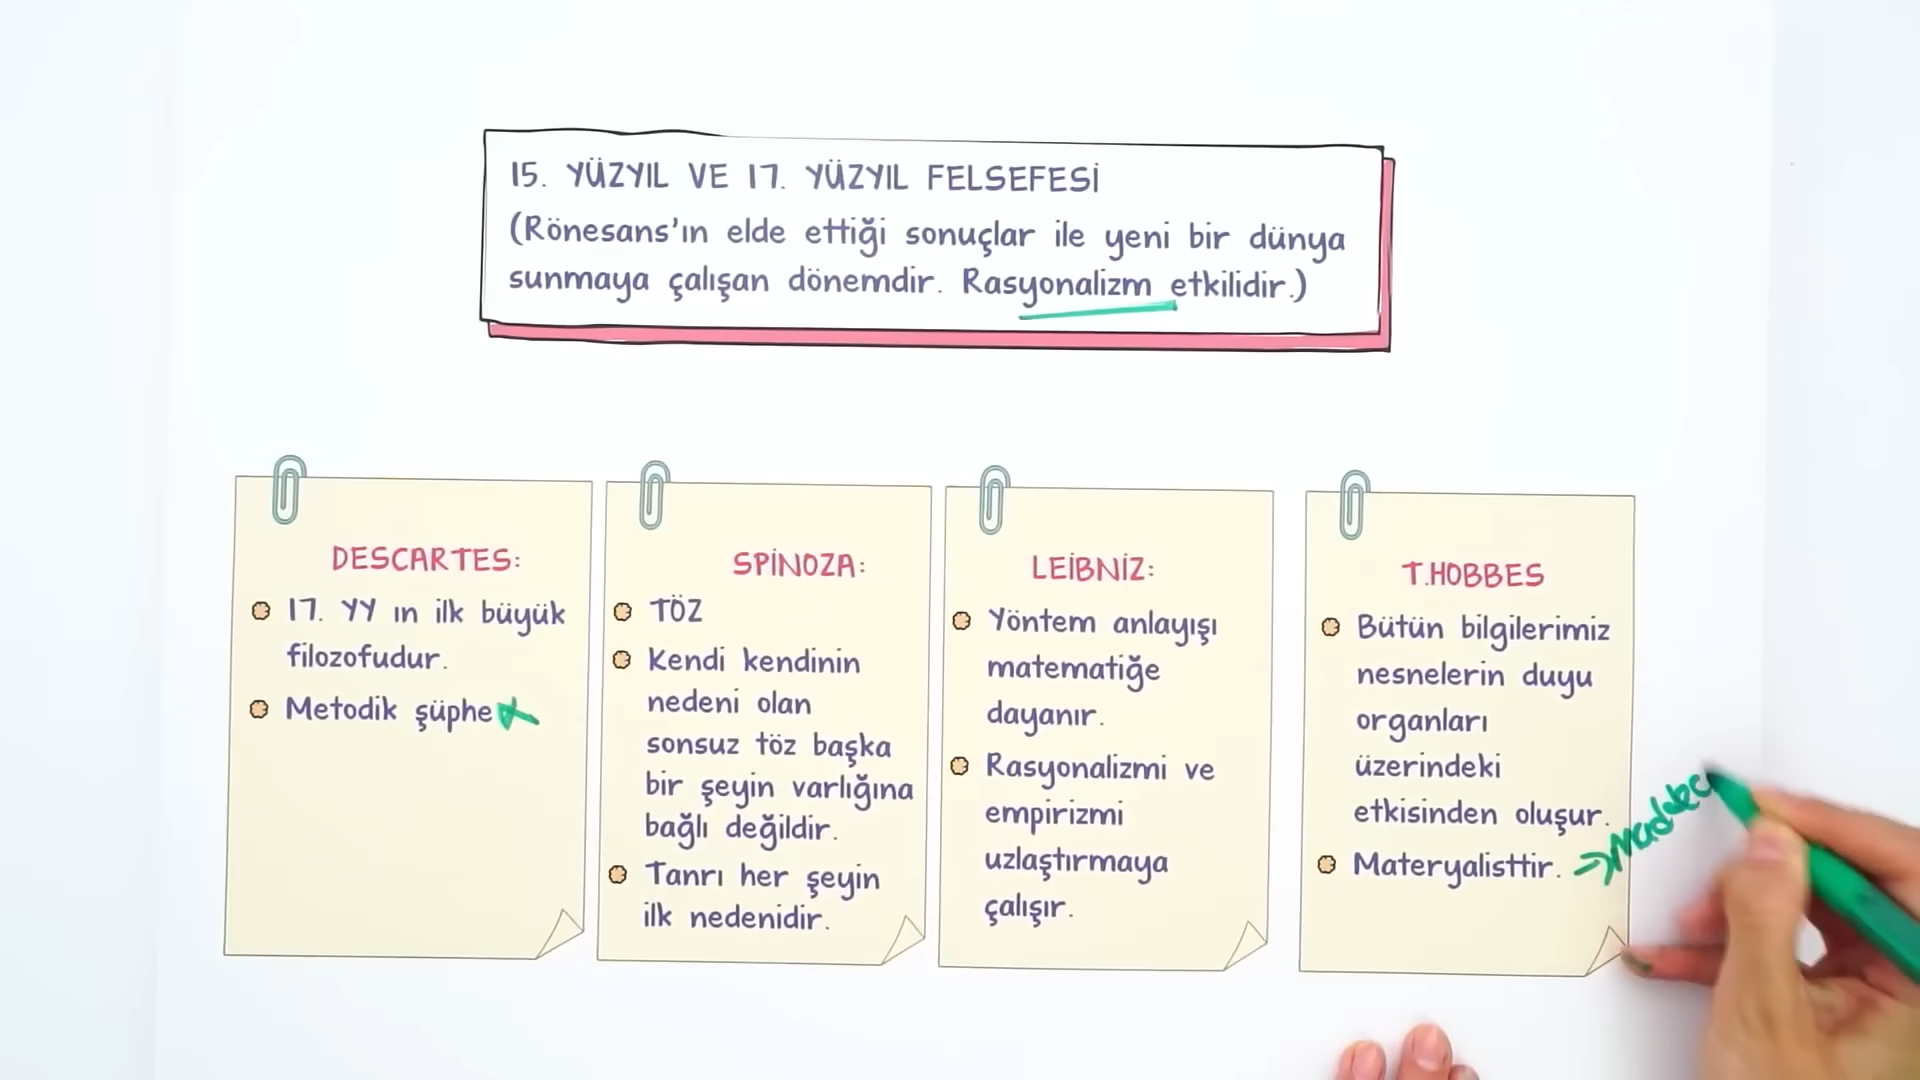 15. YÜZYIL VE 17. YÜZYIL FELSEFESİ
(Rönesans'ın elde ettiği sonuçlar ile yeni bir dünya
sunmaya çalışan dönemdir. Rasyonalizm etkilidir.)
DESCARTES:
17. YY ın ilk büyük
filozofudur.
Metodik şüphe
SPİNOZA:
TÖZ
Kendi kendinin
nedeni olan
sonsuz töz başka
bir şeyin varlığına
bağlı değildir.
Tanrı her şeyin
ilk nedenidir.
LEİBNİZ:
Yöntem anlayışı
matematiğe
dayanır.
Rasyonalizmi ve
empirizmi
uzlaştırmaya
çalışır.
T.HOBBES
Bütün bilgilerimiz
nesnelerin duyu
organları
üzerindeki
etkisinden oluşur.
Materyalisttir.
→ Maddec